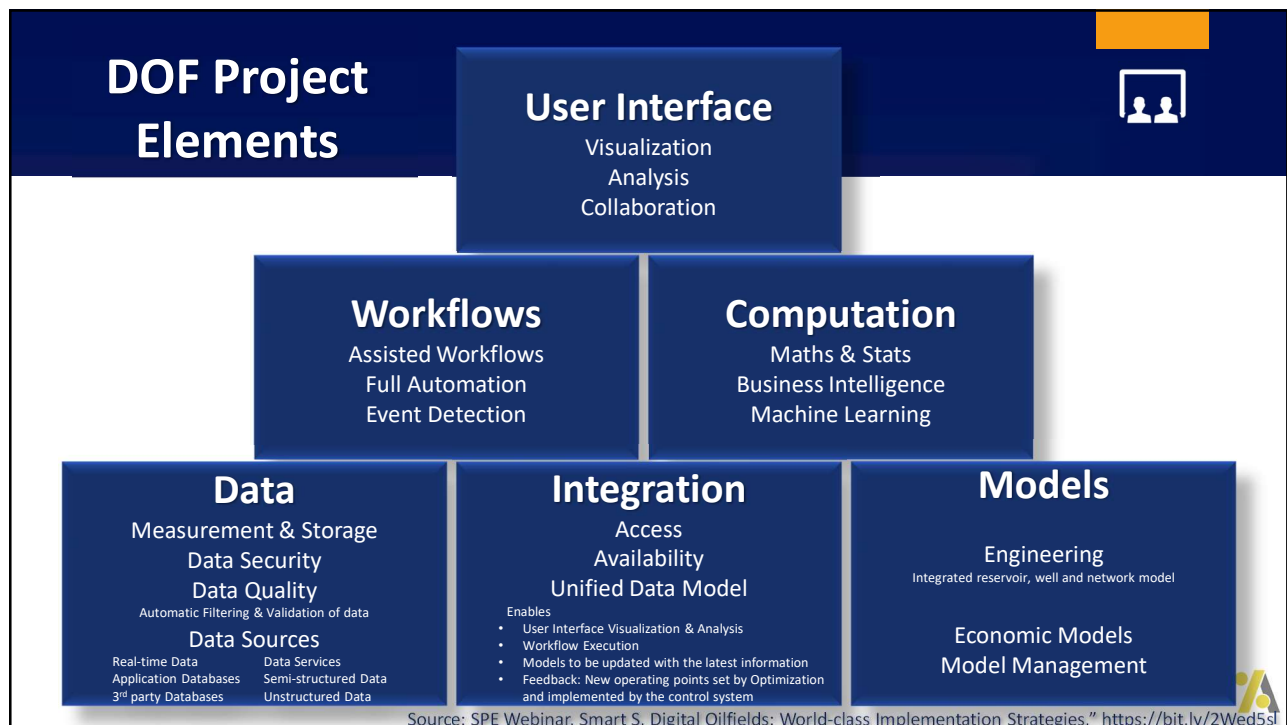 DOF Project
Elements
User Interface
Visualization
Analysis
Collaboration
Workflows
Assisted Workflows
Full Automation
Event Detection
Computation
Maths & Stats
Business Intelligence
Machine Learning
Data
Measurement & Storage
Data Security
Data Quality
Automatic Filtering & Validation of data
Data Sources
Real-time Data Data Services
Application Databases Semi-structured Data
3rd party Databases Unstructured Data
Integration
Access
Availability
Unified Data Model
Enables
• User Interface Visualization & Analysis
• Workflow Execution
• Models to be updated with the latest information
• Feedback: New operating points set by Optimization
and implemented by the control system
Models
Engineering
Integrated reservoir, well and network model
Economic Models
Model Management
Source: SPE Webinar. Smart S. Digital Oilfields: World-class Implementation Strategies." https://bit.ly/2Wed5